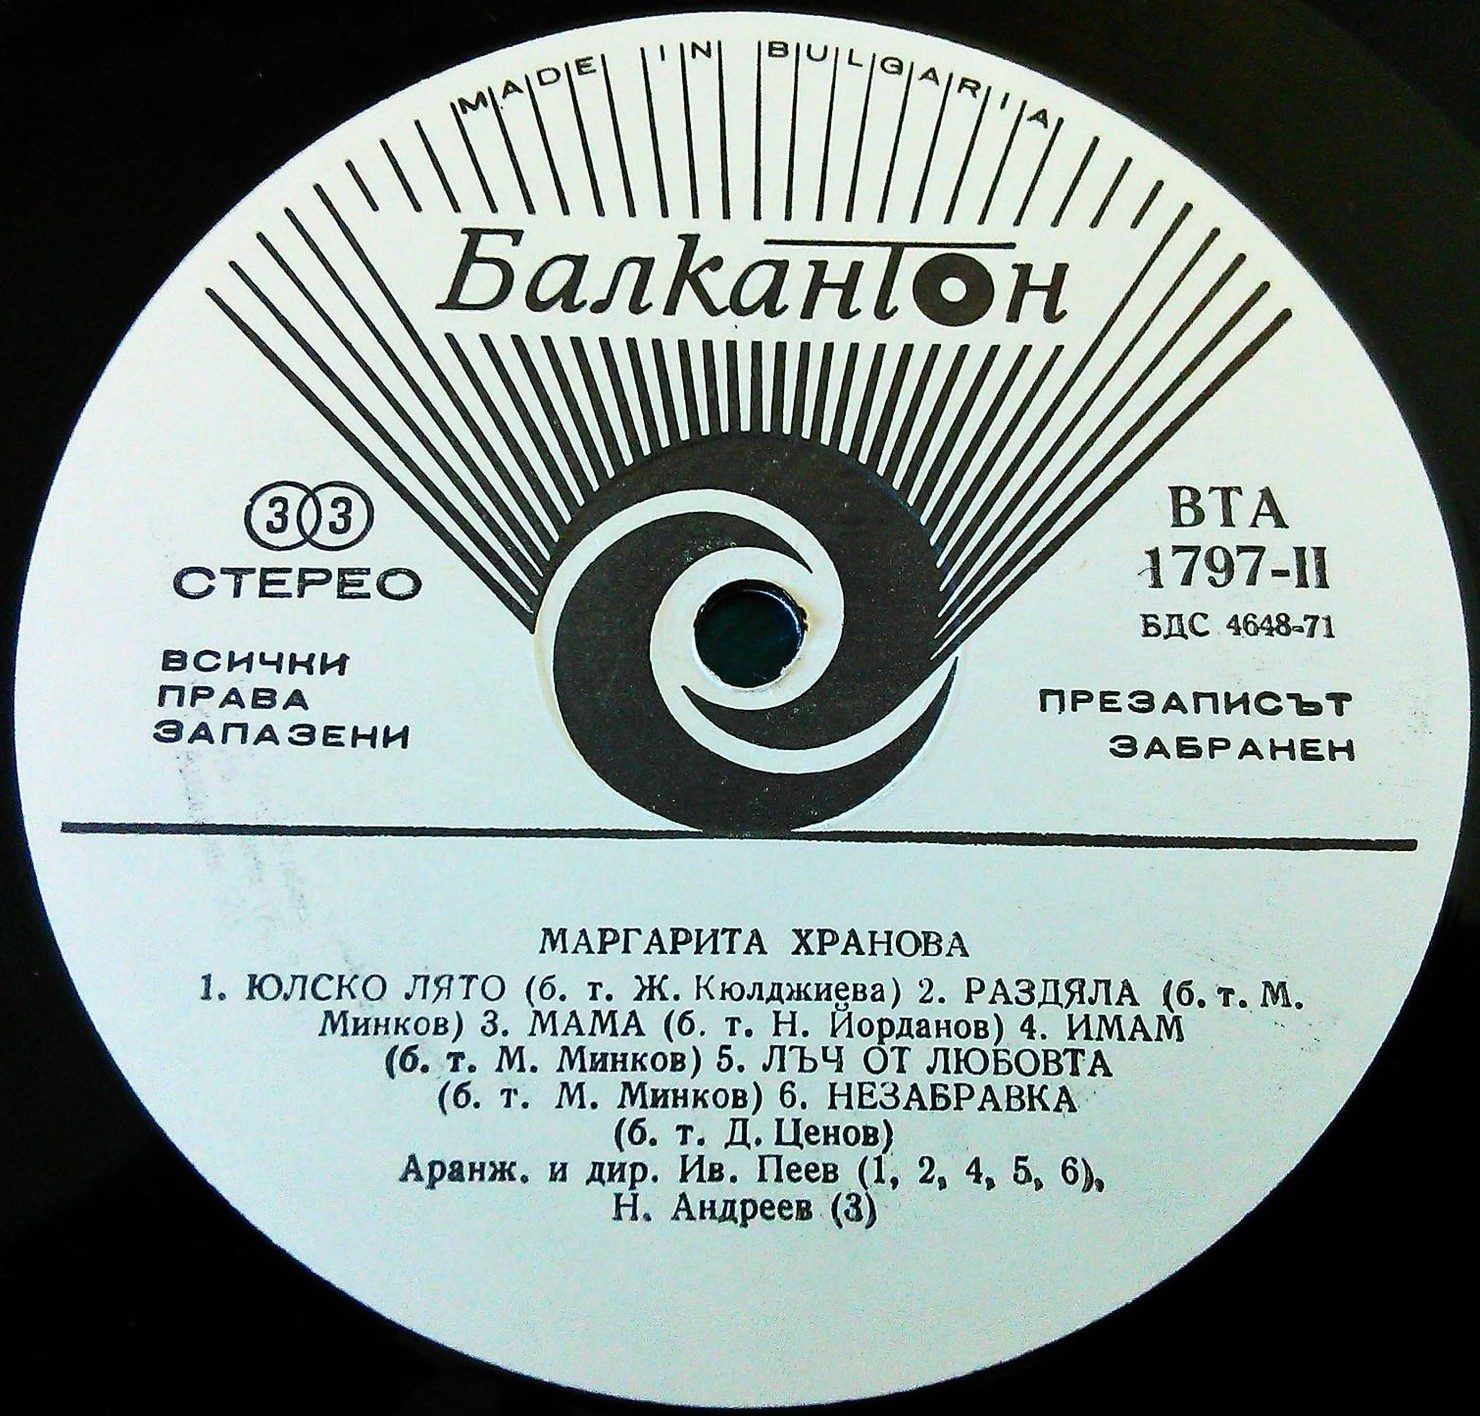 MADE IN BULGARIA
Балкантон
33
СТЕРЕО
ВСИЧКИ
ПРАВА
ЗАПАЗЕНИ
ВТА
1797-II
БДС 4648-71
ПРЕЗАПИСЪТ
ЗАБРАНЕН
МАРГАРИТА ХРАНОВА
1. ЮЛСКО ЛЯТО (б. т. Ж. Кюлджиева) 2. РАЗДЯЛА (б. т. М.
Минков) 3. МАМА (б. т. Н. Йорданов) 4. ИМАМ
(б. т. М. Минков) 5. ЛЪЧ ОТ ЛЮБОВТА
(б. т. М. Минков) 6. НЕЗАБРАВКА
(б. т. Д. Ценов)
Аранж. и дир. Ив. Пеев (1, 2, 4, 5, 6),
Н. Андреев (3)